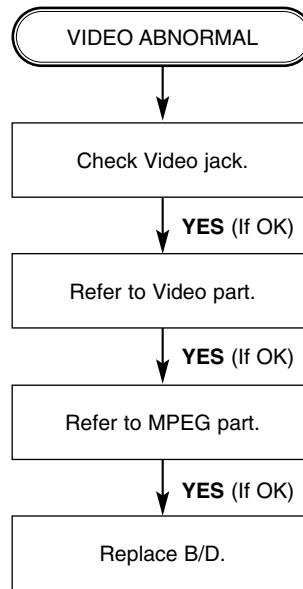 VIDEO ABNORMAL
Check Video jack.
YES (If OK)
Refer to Video part.
YES (If OK)
Refer to MPEG part.
YES (If OK)
Replace B/D.